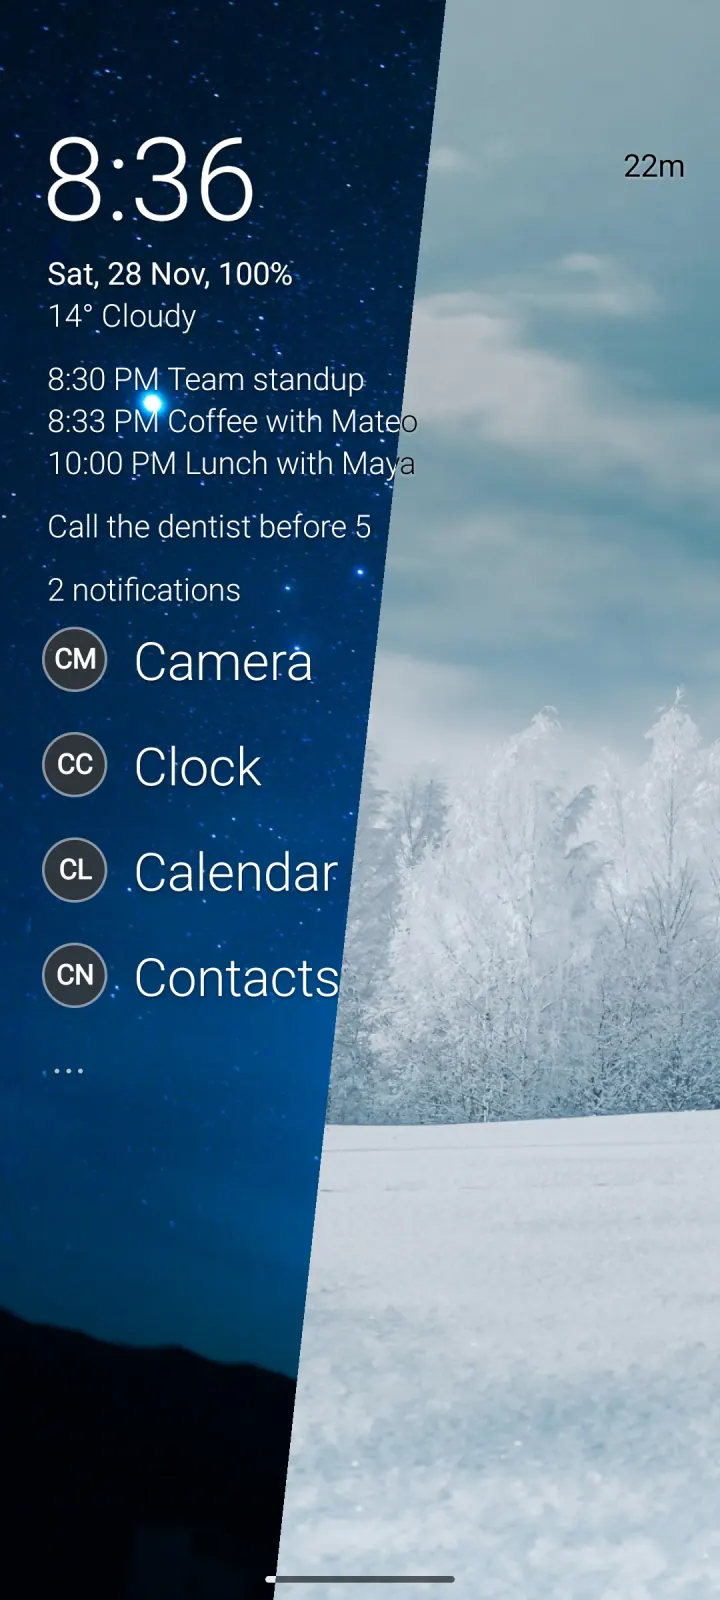 8:36
22m
Sat, 28 Nov, 100%
14° Cloudy
8:30 PM Team standup
8:33 PM Coffee with Mateo
10:00 PM Lunch with Maya
Call the dentist before 5
2 notifications
CM Camera
CC Clock
CL Calendar
CN Contacts
...